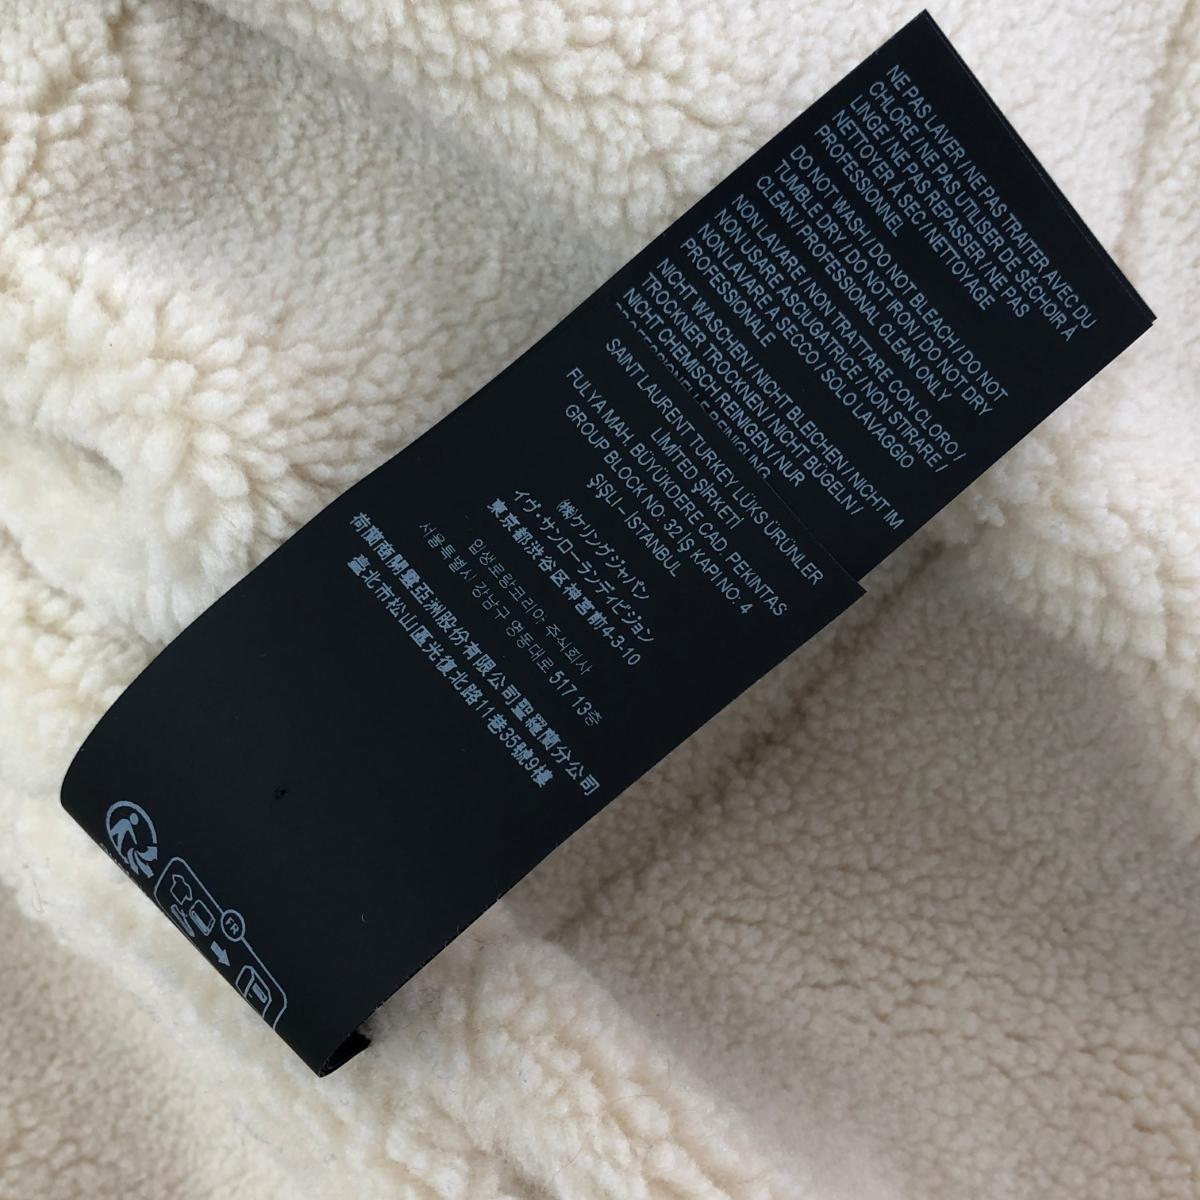 NE PAS LAVER / NE PAS TRAITER AVEC DU
CHLORE / NE PAS UTILISER DE SÉCHOIR À
LINGE / NE PAS REPASSER / NE PAS
NETTOYER À SEC / NETTOYAGE
PROFESSIONNEL
DO NOT WASH / DO NOT BLEACH / DO NOT
TUMBLE DRY / DO NOT IRON / DO NOT DRY
CLEAN / PROFESSIONAL CLEAN ONLY
NON LAVARE / NON TRATTARE CON CLORO /
NON USARE ASCIUGATRICE / NON STIRARE /
NON LAVARE A SECCO SOLO LAVAGGIO
PROFESSIONALE
NICHT WASCHEN / NICHT BLEICHEN / NICHT IM
TROCKNER TROCKNEN / NICHT BÜGELN /
NICHT CHEMISCH REINIGEN / NUR
SAINT LAURENT TURKEY LÜKS ÜRÜNLER
LIMITED ŞIRKETİ
FULYA MAH. BÜYÜKDERE CAD. PEKINTAS
GROUP BLOCK NO: 32 İŞ KAPI NO: 4
ŞIŞLI – ISTANBUL
㈱ケリングジャパン
イヴ・サンローランディビジョン
東京都渋谷区神宮前4-3-10
입생로랑코리아 주식회사
서울특별시 강남구 영동대로 517 13층
荷蘭商開雲亞洲股份有限公司聖羅蘭分公司
臺北市松山區光復北路11巷35號9樓
FR